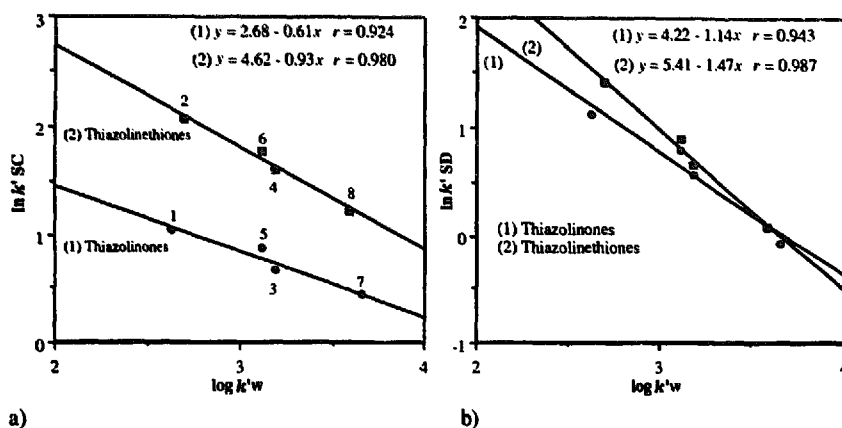 (1) y = 2.68 - 0.61x r = 0.924
(2) y = 4.62 - 0.93x r = 0.980
3
2
1
0
ln k' SC
2
6
4
8
(2) Thiazolinethiones
1
5
3
7
(1) Thiazolinones
2 3 4
log k'w
a)
(1) y = 4.22 - 1.14x r = 0.943
(2) y = 5.41 - 1.47x r = 0.987
2
1
0
-1
ln k' SD
(1)
(2)
(1) Thiazolinones
(2) Thiazolinethiones
2 3 4
log k'w
b)